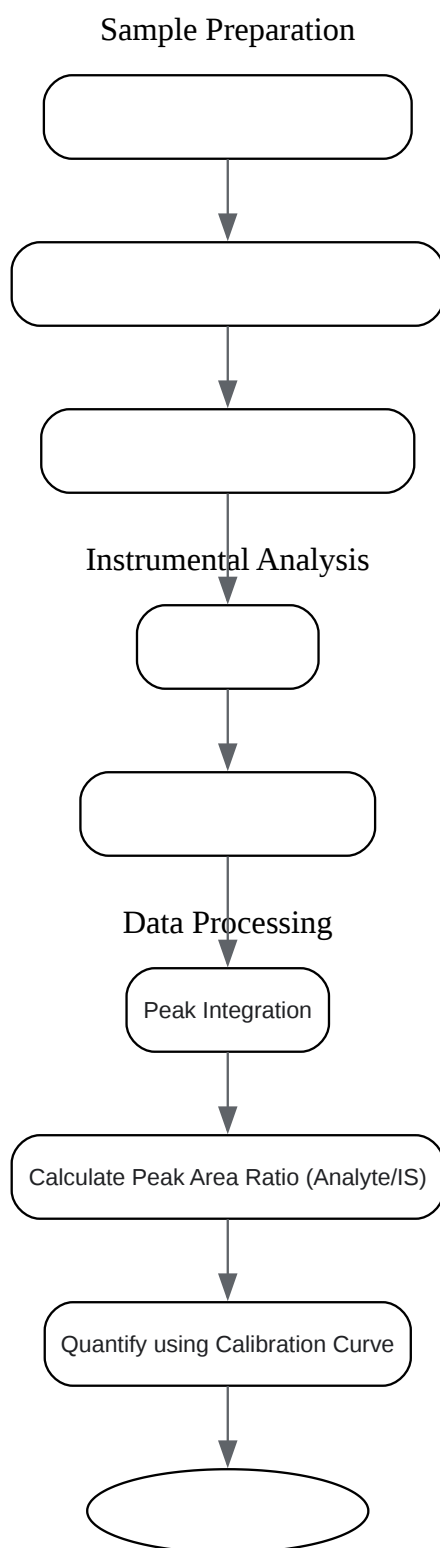 Sample Preparation
Instrumental Analysis
Data Processing
Peak Integration
Calculate Peak Area Ratio (Analyte/IS)
Quantify using Calibration Curve